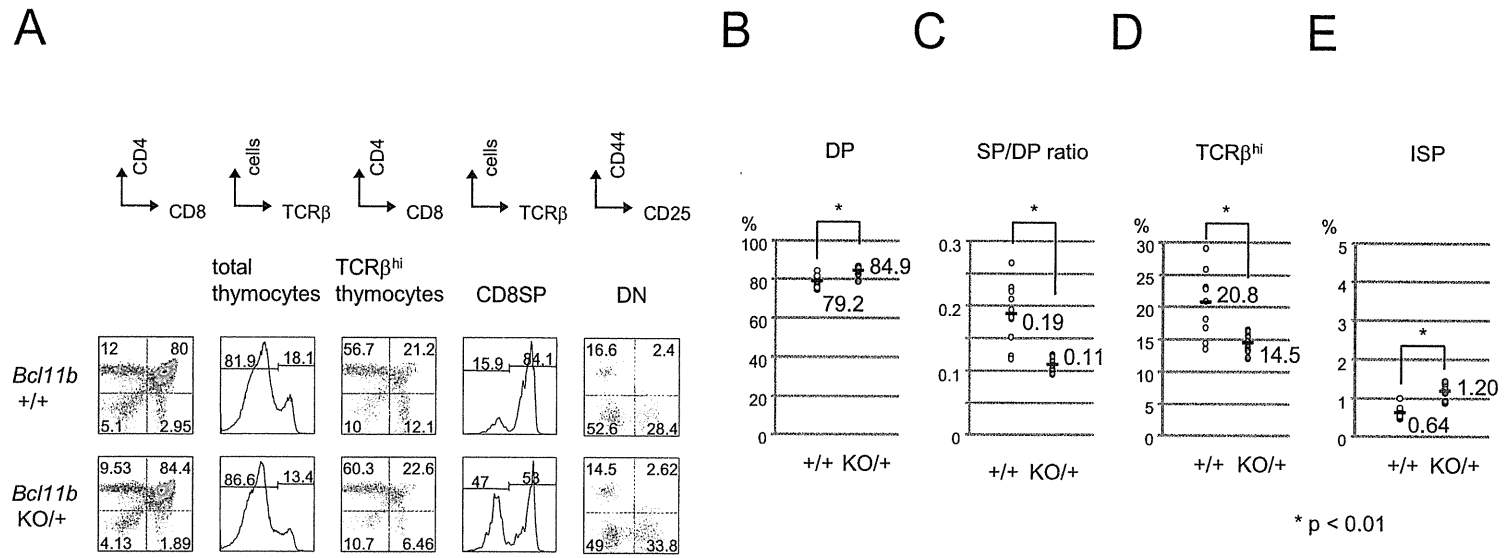 A
B
C
D
E
CD4
CD8
cells
TCRβ
CD4
CD8
cells
TCRβ
CD44
CD25
total thymocytes
TCRβhi thymocytes
CD8SP
DN
Bcl11b +/+
12
80
5.1
2.95
81.9
18.1
56.7
21.2
10
12.1
15.9
84.1
16.6
2.4
52.6
28.4
Bcl11b KO/+
9.53
84.4
4.13
1.89
86.6
13.4
60.3
22.6
10.7
6.46
47
53
14.5
2.62
49
33.8
DP
%
*
100
80
60
40
20
0
84.9
79.2
+/+ KO/+
SP/DP ratio
*
0.3
0.2
0.1
0
0.19
0.11
+/+ KO/+
TCRβhi
%
*
30
25
20
15
10
5
0
20.8
14.5
+/+ KO/+
ISP
%
5
4
3
2
1
0
*
1.20
0.64
+/+ KO/+
* p < 0.01